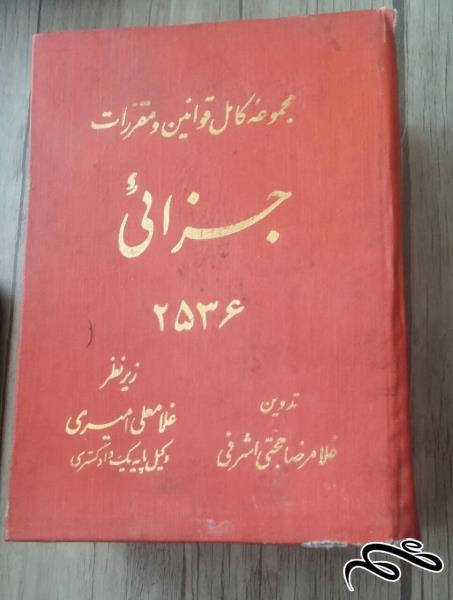 مجموعه کامل قوانین و مقررات
جزائی
۲۵۳۶
تدوین
غلامرضا حجتی اشرفی
زیر نظر
غلامعلی امیری
وکیل پایه یک دادگستری